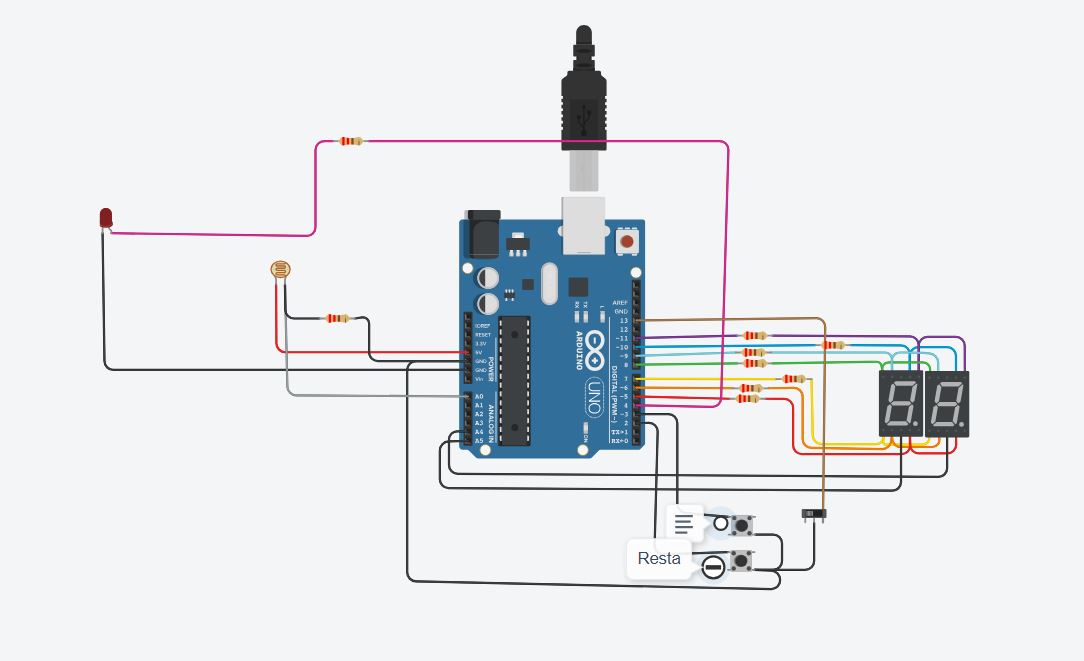 AREF
GND
13
12
~11
~10
~9
8
7
~6
~5
4
~3
2
TX→1
RX←0
DIGITAL (PWM~)
RX
TX
L
ARDUINO
UNO
ON
IOREF
RESET
3.3V
5V
GND
GND
Vin
POWER
A0
A1
A2
A3
A4
A5
ANALOG IN
Resta